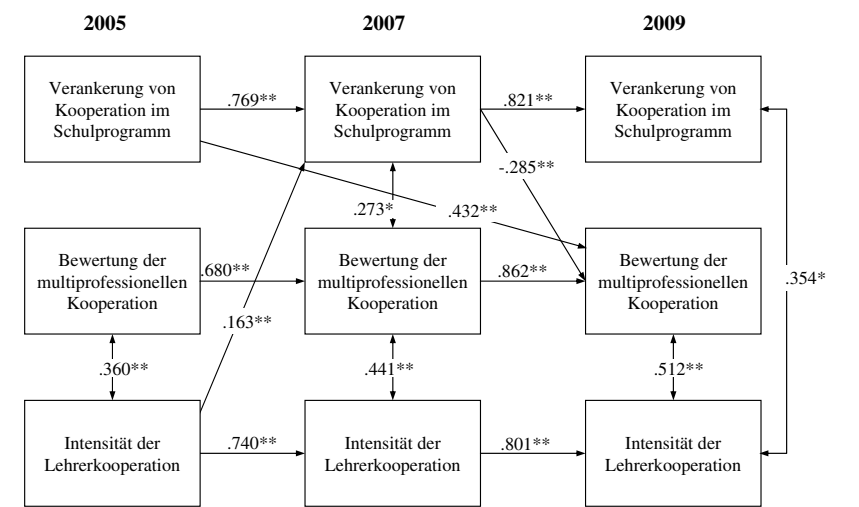 2005
2007
2009
Verankerung von
Kooperation im
Schulprogramm
.769**
Verankerung von
Kooperation im
Schulprogramm
.821**
Verankerung von
Kooperation im
Schulprogramm
-.285**
.273*
.432**
Bewertung der
multiprofessionellen
Kooperation
.680**
Bewertung der
multiprofessionellen
Kooperation
.862**
Bewertung der
multiprofessionellen
Kooperation
.354*
.163**
.360**
.441**
.512**
Intensität der
Lehrerkooperation
.740**
Intensität der
Lehrerkooperation
.801**
Intensität der
Lehrerkooperation